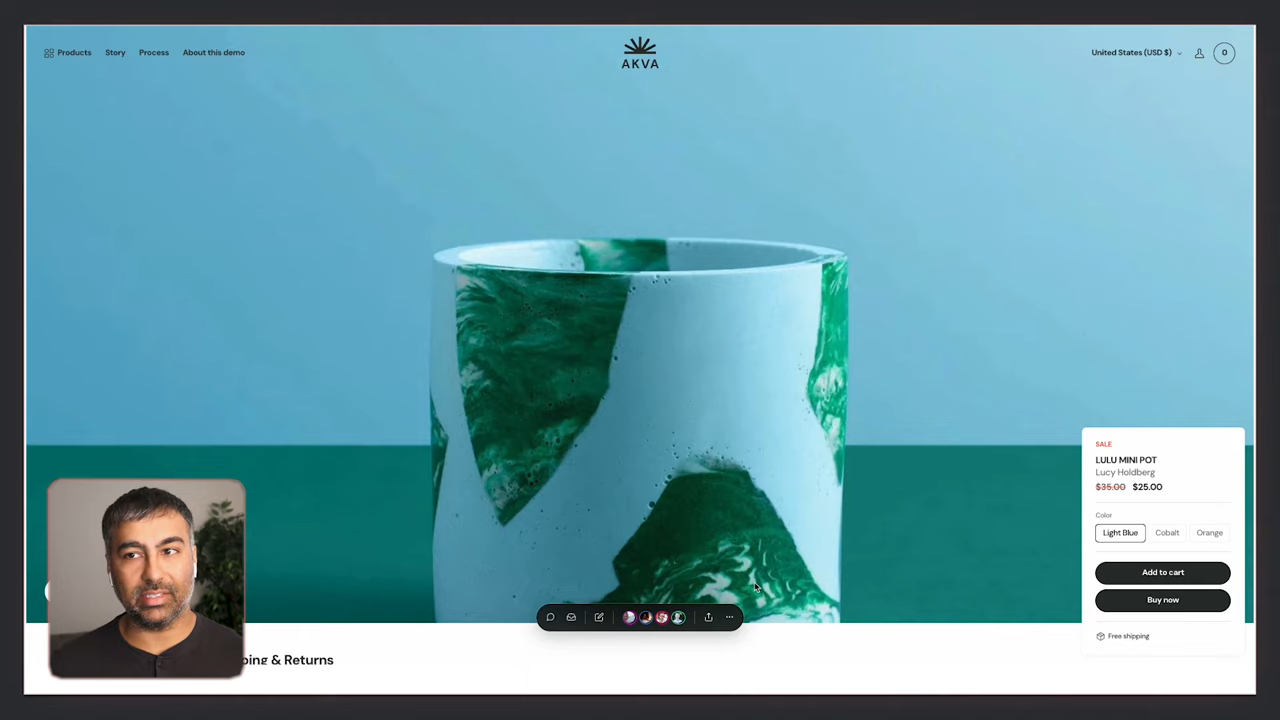 Products Story Process About this demo
AKVA
United States (USD $)
0
SALE
LULU MINI POT
Lucy Holdberg
$35.00 $25.00
Color
Light Blue Cobalt Orange
Add to cart
Buy now
Free shipping
& Returns